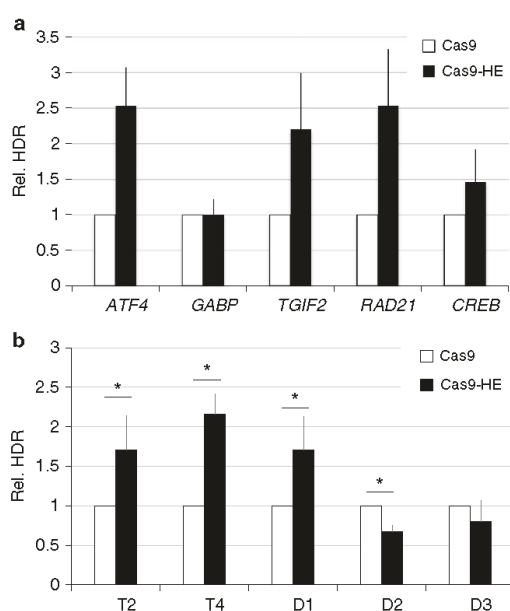 a
3.5
3
2.5
2
1.5
1
0.5
0
Rel. HDR
Cas9
Cas9-HE
ATF4 GABP TGIF2 RAD21 CREB
b
3
2.5
2
1.5
1
0.5
0
Rel. HDR
Cas9
Cas9-HE
* * * *
T2 T4 D1 D2 D3